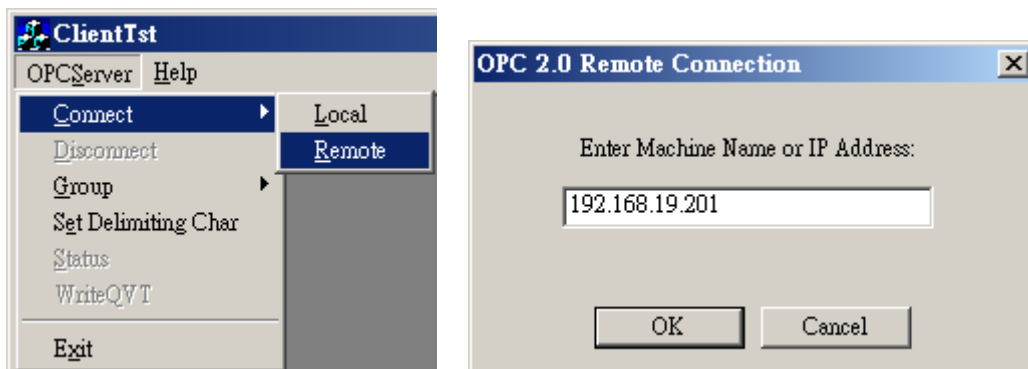 ClientTst
OPCServer Help
Connect
Local
Disconnect
Remote
Group
Set Delimiting Char
Status
WriteQVT
Exit
OPC 2.0 Remote Connection
Enter Machine Name or IP Address:
192.168.19.201
OK Cancel